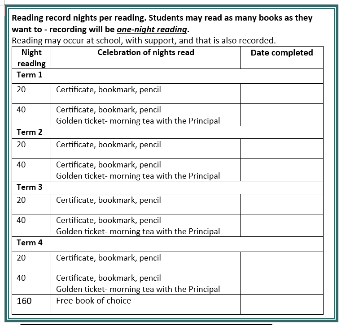 Reading record nights per reading. Students may read as many books as they
want to - recording will be one-night reading.
Reading may occur at school, with support, and that is also recorded.
Night reading Celebration of nights read Date completed
Term 1
20 Certificate, bookmark, pencil
40 Certificate, bookmark, pencil
Golden ticket- morning tea with the Principal
Term 2
20 Certificate, bookmark, pencil
40 Certificate, bookmark, pencil
Golden ticket- morning tea with the Principal
Term 3
20 Certificate, bookmark, pencil
40 Certificate, bookmark, pencil
Golden ticket- morning tea with the Principal
Term 4
20 Certificate, bookmark, pencil
40 Certificate, bookmark, pencil
Golden ticket- morning tea with the Principal
160 Free book of choice